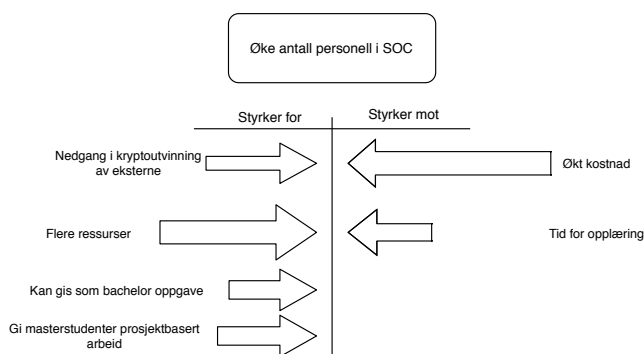 Øke antall personell i SOC
Styrker for
Styrker mot
Nedgang i kryptoutvinning
av eksterne
Økt kostnad
Flere ressurser
Tid for opplæring
Kan gis som bachelor oppgave
Gi masterstudenter prosjektbasert
arbeid